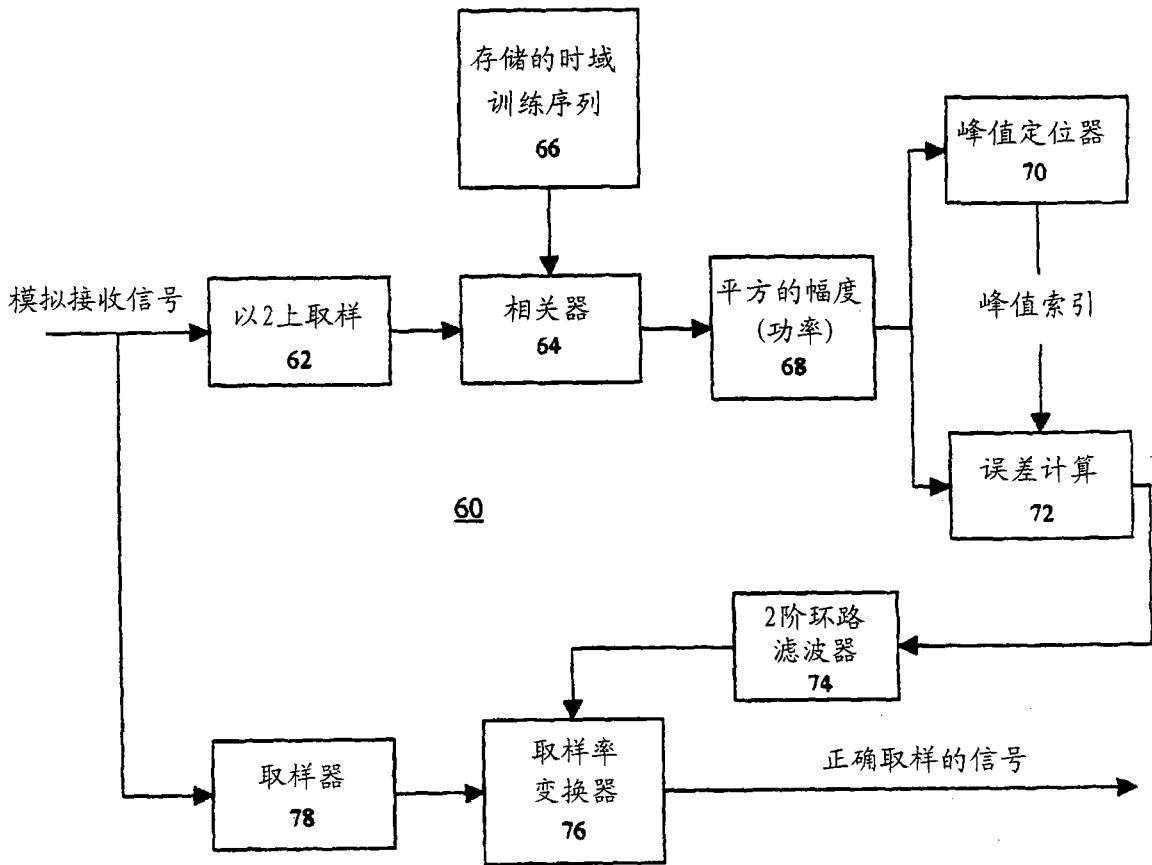 存储的时域
训练序列
66
峰值定位器
70
模拟接收信号
以2上取样
62
相关器
64
平方的幅度
(功率)
68
峰值索引
误差计算
72
60
2阶环路
滤波器
74
取样器
78
取样率
变换器
76
正确取样的信号